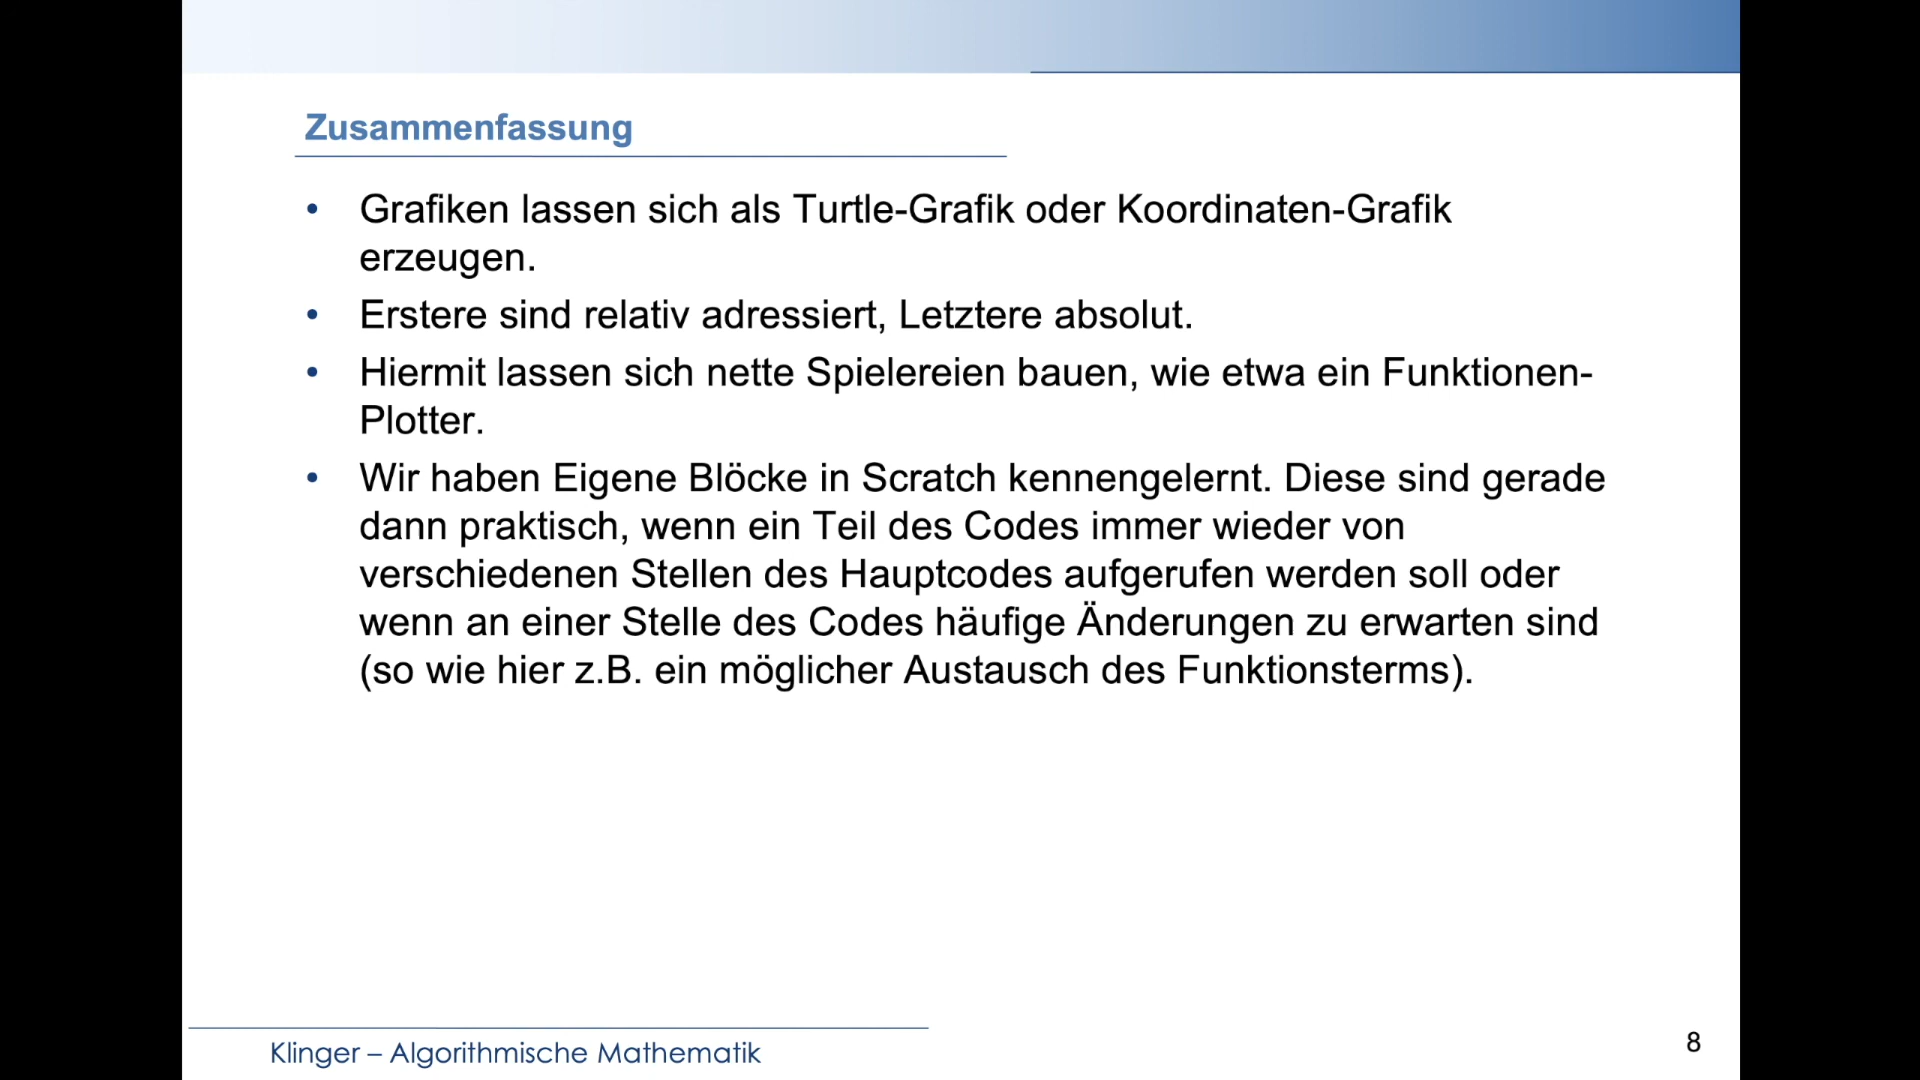 Zusammenfassung
• Grafiken lassen sich als Turtle-Grafik oder Koordinaten-Grafik
erzeugen.
• Erstere sind relativ adressiert, Letztere absolut.
• Hiermit lassen sich nette Spielereien bauen, wie etwa ein Funktionen-
Plotter.
• Wir haben Eigene Blöcke in Scratch kennengelernt. Diese sind gerade
dann praktisch, wenn ein Teil des Codes immer wieder von
verschiedenen Stellen des Hauptcodes aufgerufen werden soll oder
wenn an einer Stelle des Codes häufige Änderungen zu erwarten sind
(so wie hier z.B. ein möglicher Austausch des Funktionsterms).
Klinger – Algorithmische Mathematik
8